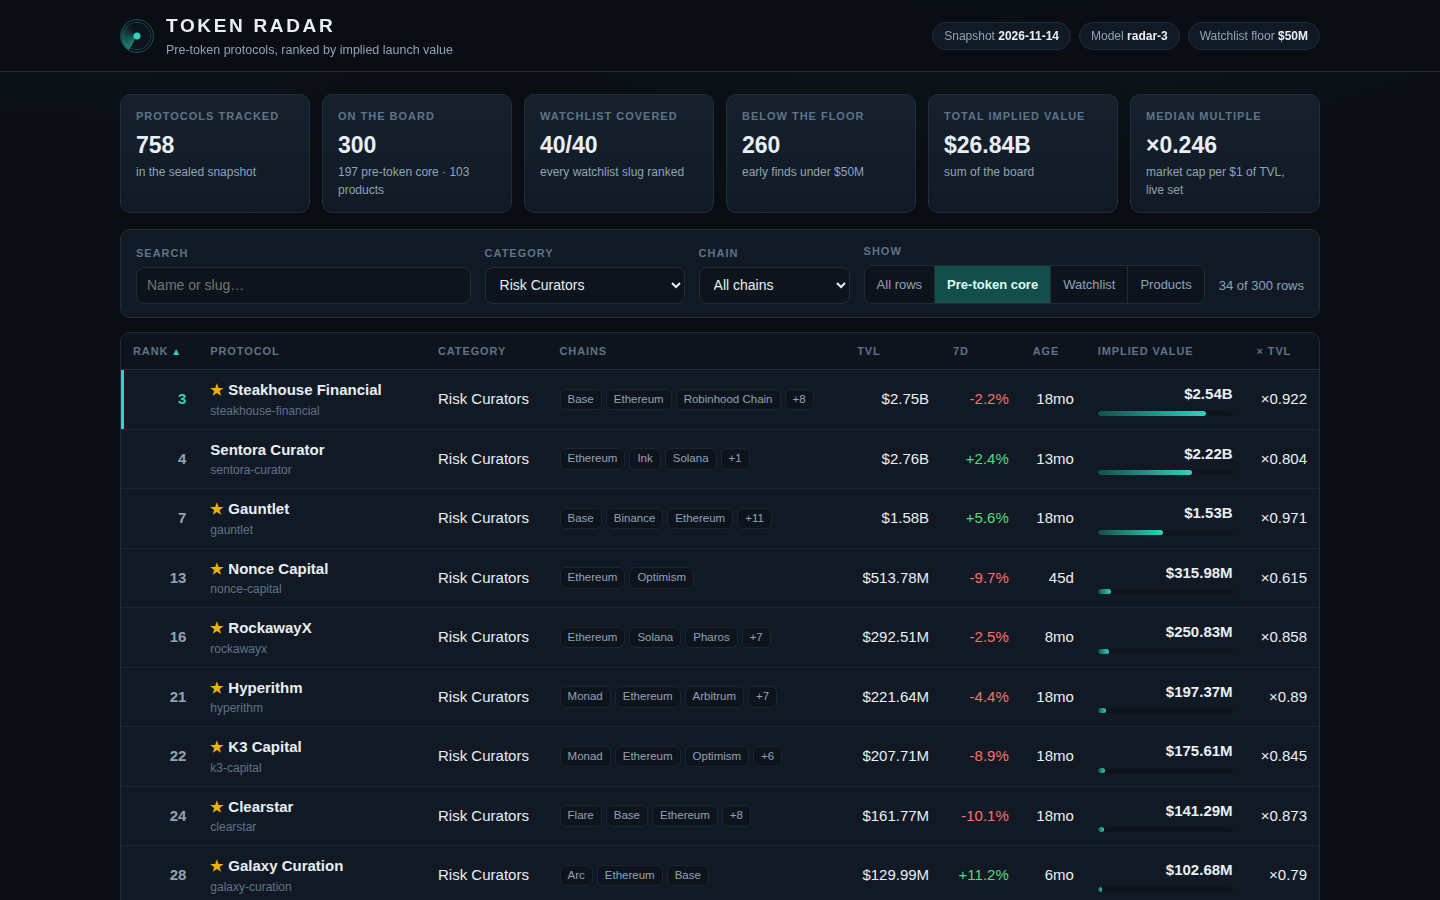 TOKEN RADAR
Pre-token protocols, ranked by implied launch value
Snapshot 2026-11-14
Model radar-3
Watchlist floor $50M
PROTOCOLS TRACKED
758
in the sealed snapshot
ON THE BOARD
300
197 pre-token core · 103
products
WATCHLIST COVERED
40/40
every watchlist slug ranked
BELOW THE FLOOR
260
early finds under $50M
TOTAL IMPLIED VALUE
$26.84B
sum of the board
MEDIAN MULTIPLE
×0.246
market cap per $1 of TVL,
live set
SEARCH
Name or slug…
CATEGORY
Risk Curators
CHAIN
All chains
SHOW
All rows Pre-token core Watchlist Products
34 of 300 rows
RANK ▲ PROTOCOL CATEGORY CHAINS TVL 7D AGE IMPLIED VALUE × TVL
3 ★ Steakhouse Financial Risk Curators Base Ethereum Robinhood Chain +8 $2.75B -2.2% 18mo $2.54B ×0.922
steakhouse-financial
4 Sentora Curator Risk Curators Ethereum Ink Solana +1 $2.76B +2.4% 13mo $2.22B ×0.804
sentora-curator
7 ★ Gauntlet Risk Curators Base Binance Ethereum +11 $1.58B +5.6% 18mo $1.53B ×0.971
gauntlet
13 ★ Nonce Capital Risk Curators Ethereum Optimism $513.78M -9.7% 45d $315.98M ×0.615
nonce-capital
16 ★ RockawayX Risk Curators Ethereum Solana Pharos +7 $292.51M -2.5% 8mo $250.83M ×0.858
rockawayx
21 ★ Hyperithm Risk Curators Monad Ethereum Arbitrum +7 $221.64M -4.4% 18mo $197.37M ×0.89
hyperithm
22 ★ K3 Capital Risk Curators Monad Ethereum Optimism +6 $207.71M -8.9% 18mo $175.61M ×0.845
k3-capital
24 ★ Clearstar Risk Curators Flare Base Ethereum +8 $161.77M -10.1% 18mo $141.29M ×0.873
clearstar
28 ★ Galaxy Curation Risk Curators Arc Ethereum Base $129.99M +11.2% 6mo $102.68M ×0.79
galaxy-curation